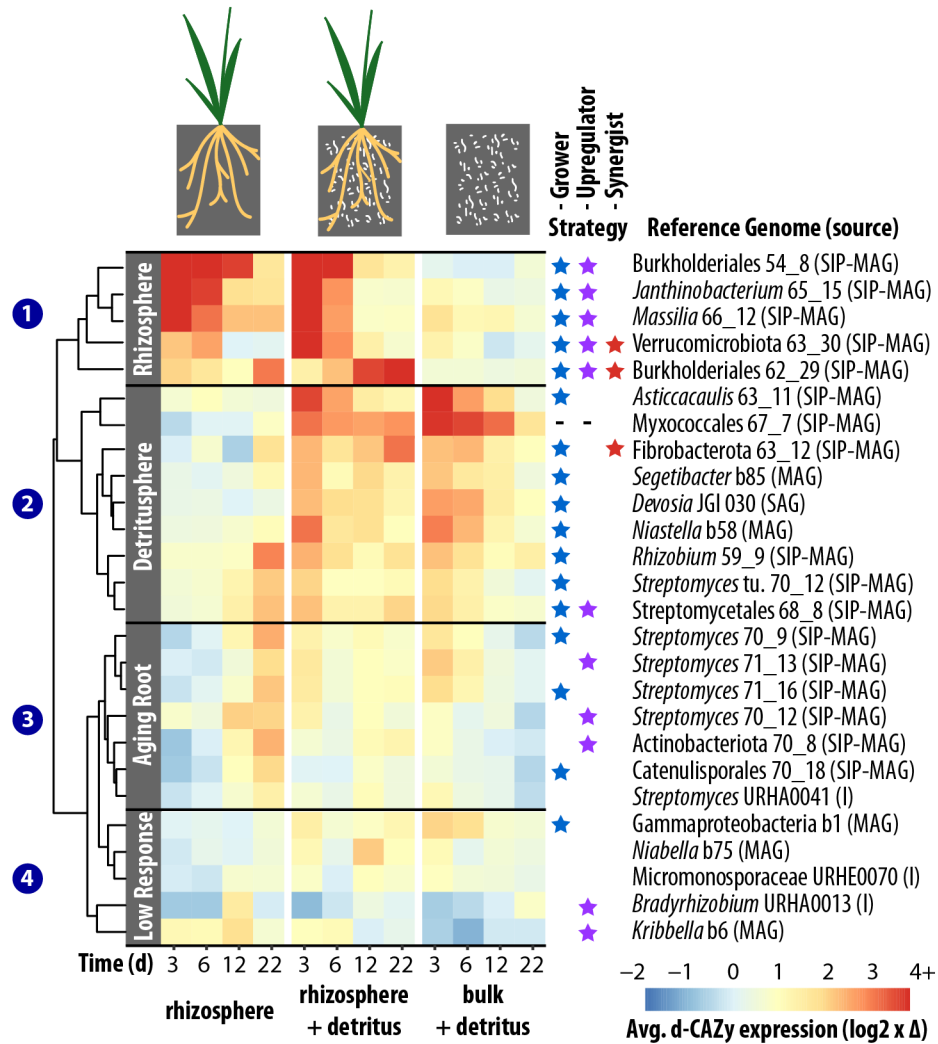 - Grower
- Upregulator
- Synergist
Strategy
Reference Genome (source)
1
Rhizosphere
Burkholderiales 54_8 (SIP-MAG)
Janthinobacterium 65_15 (SIP-MAG)
Massilia 66_12 (SIP-MAG)
Verrucomicrobiota 63_30 (SIP-MAG)
Burkholderiales 62_29 (SIP-MAG)
2
Detritusphere
Asticcacaulis 63_11 (SIP-MAG)
- - Myxococcales 67_7 (SIP-MAG)
Fibrobacterota 63_12 (SIP-MAG)
Segetibacter b85 (MAG)
Devosia JGI 030 (SAG)
Niastella b58 (MAG)
Rhizobium 59_9 (SIP-MAG)
Streptomyces tu. 70_12 (SIP-MAG)
Streptomycetales 68_8 (SIP-MAG)
3
Aging Root
Streptomyces 70_9 (SIP-MAG)
Streptomyces 71_13 (SIP-MAG)
Streptomyces 71_16 (SIP-MAG)
Streptomyces 70_12 (SIP-MAG)
Actinobacteriota 70_8 (SIP-MAG)
Catenulisporales 70_18 (SIP-MAG)
Streptomyces URHA0041 (I)
4
Low Response
Gammaproteobacteria b1 (MAG)
Niabella b75 (MAG)
Micromonosporaceae URHE0070 (I)
Bradyrhizobium URHA0013 (I)
Kribbella b6 (MAG)
Time (d) 3 6 12 22 3 6 12 22 3 6 12 22
rhizosphere
rhizosphere
+ detritus
bulk
+ detritus
−2 −1 0 1 2 3 4+
Avg. d-CAZy expression (log2 x Δ)